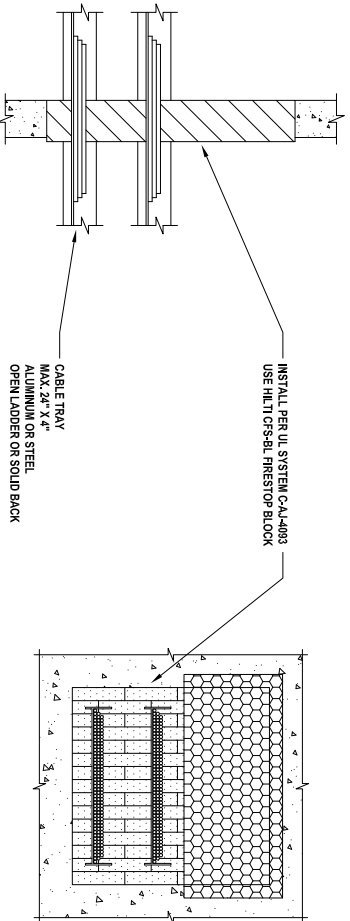 INSTALL PER UL SYSTEM C-AJ-4093
USE HILTI CFS-BL FIRESTOP BLOCK
CABLE TRAY
MAX. 24" X 4"
ALUMINUM OR STEEL
OPEN LADDER OR SOLID BACK